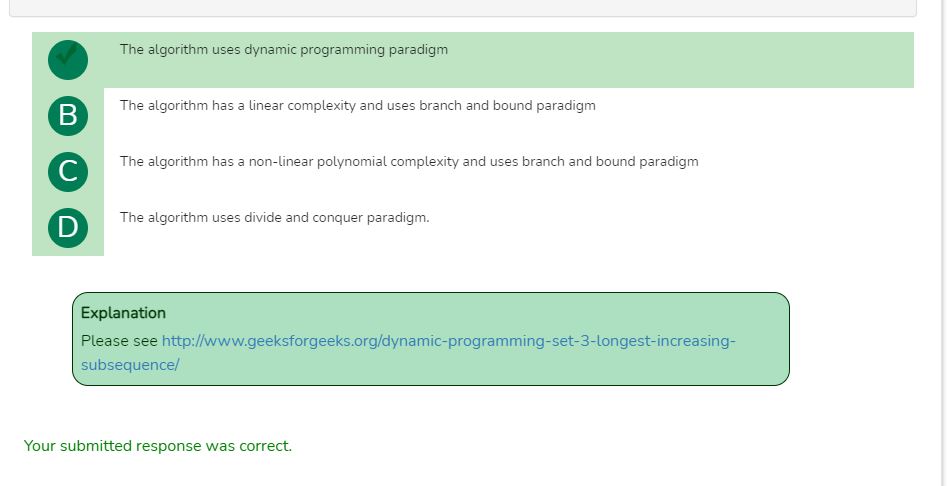 The algorithm uses dynamic programming paradigm
B
The algorithm has a linear complexity and uses branch and bound paradigm
C
The algorithm has a non-linear polynomial complexity and uses branch and bound paradigm
D
The algorithm uses divide and conquer paradigm.
Explanation
Please see http://www.geeksforgeeks.org/dynamic-programming-set-3-longest-increasing-
subsequence/
Your submitted response was correct.